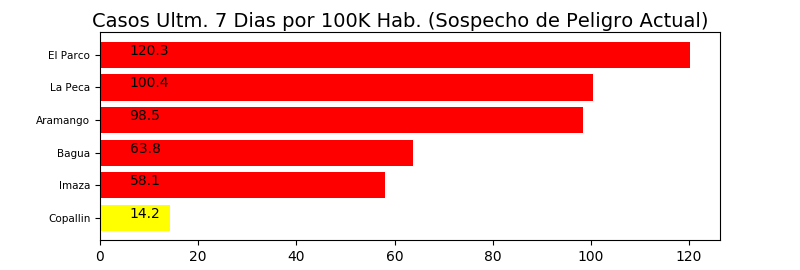 Casos Ultm. 7 Dias por 100K Hab. (Sospecho de Peligro Actual)
El Parco 120.3
La Peca 100.4
Aramango 98.5
Bagua 63.8
Imaza 58.1
Copallin 14.2
0 20 40 60 80 100 120